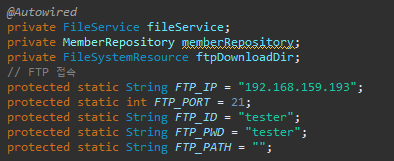 @Autowired
private FileService fileService;
private MemberRepository memberRepository;
private FileSystemResource ftpDownloadDir;
// FTP 접속
protected static String FTP_IP = "192.168.159.193";
protected static int FTP_PORT = 21;
protected static String FTP_ID = "tester";
protected static String FTP_PWD = "tester";
protected static String FTP_PATH = "";